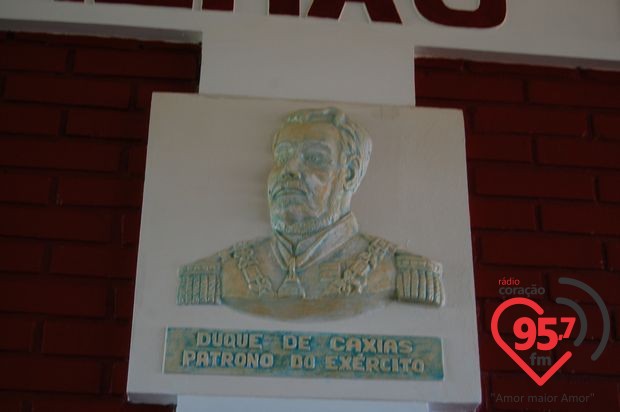 DUQUE DE CAXIAS
PATRONO DO EXÉRCITO
rádio
coração
95.7
fm
"Amor maior Amor"